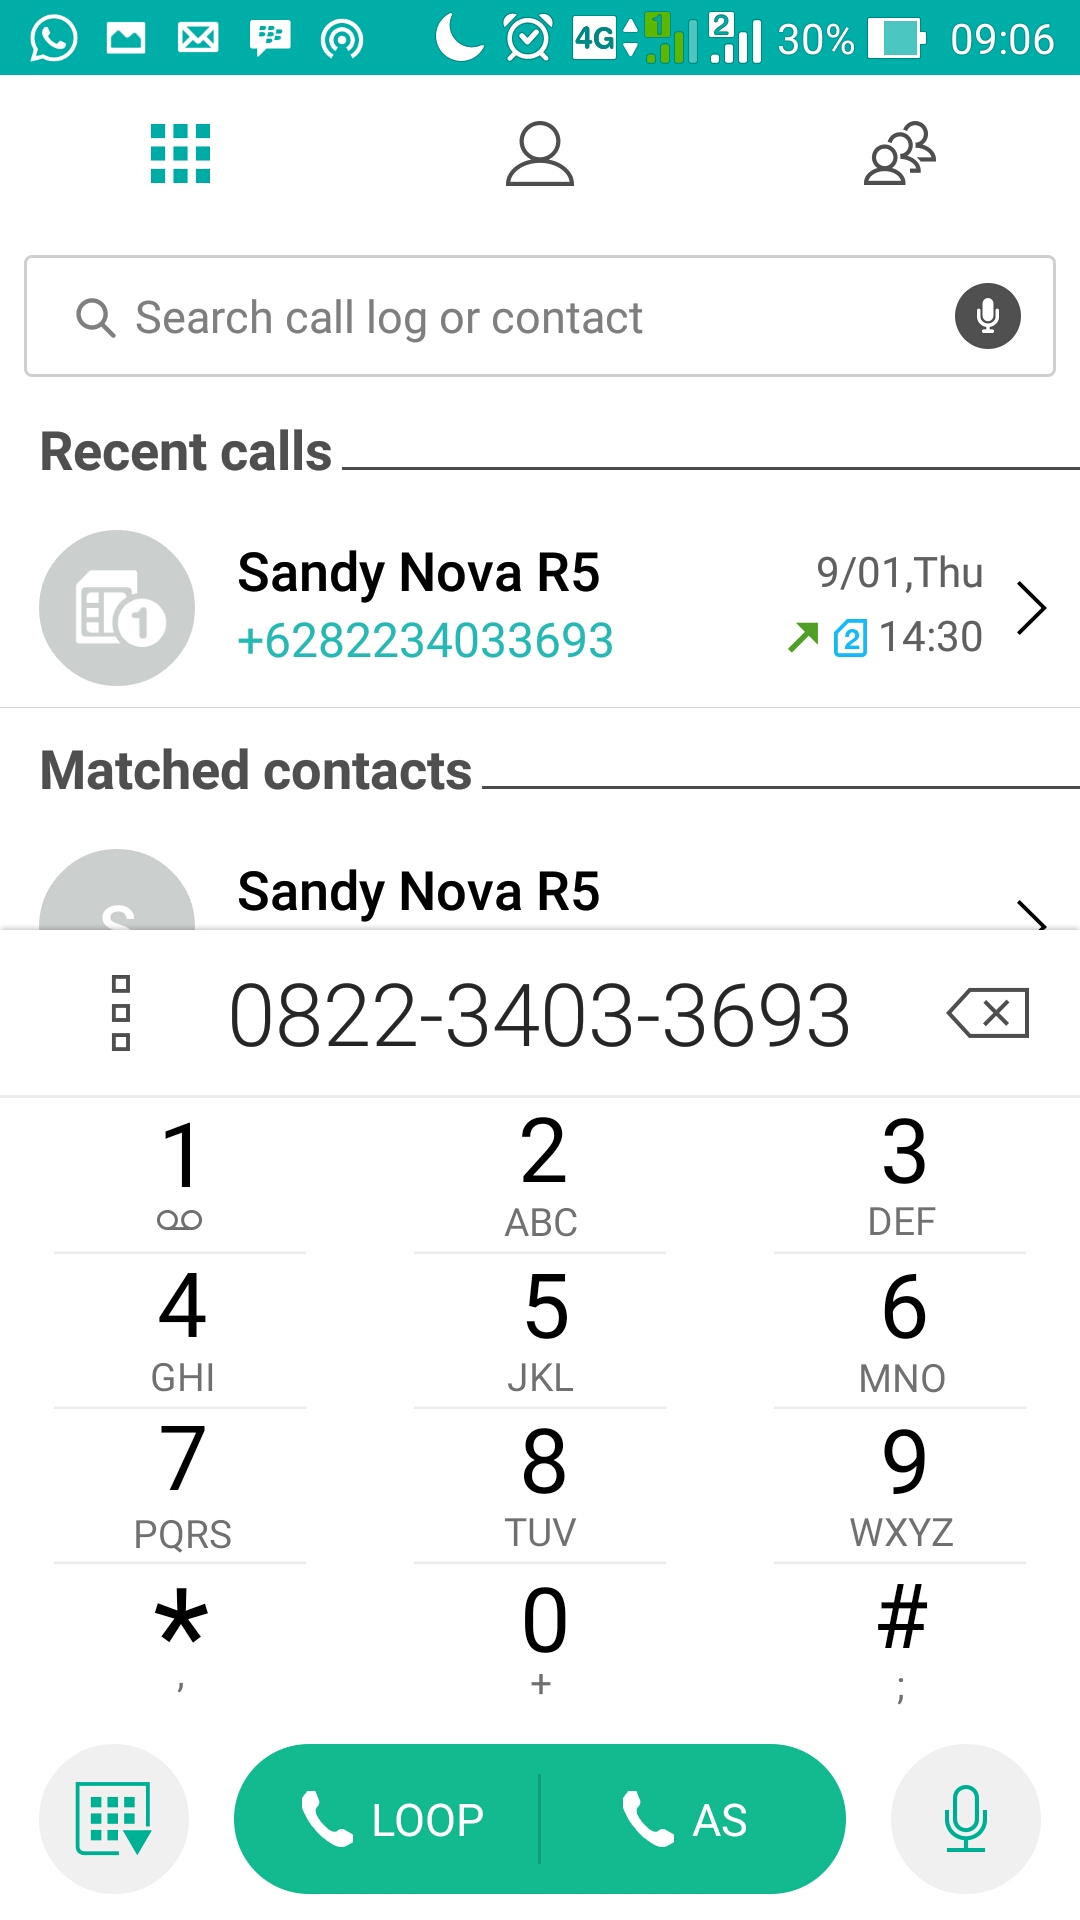 4G 1 2 30% 09:06
Search call log or contact
Recent calls
1 Sandy Nova R5 9/01,Thu
+6282234033693 2 14:30
Matched contacts
S Sandy Nova R5
0822-3403-3693
1 2 3
ABC DEF
4 5 6
GHI JKL MNO
7 8 9
PQRS TUV WXYZ
* 0 #
, + ;
LOOP AS